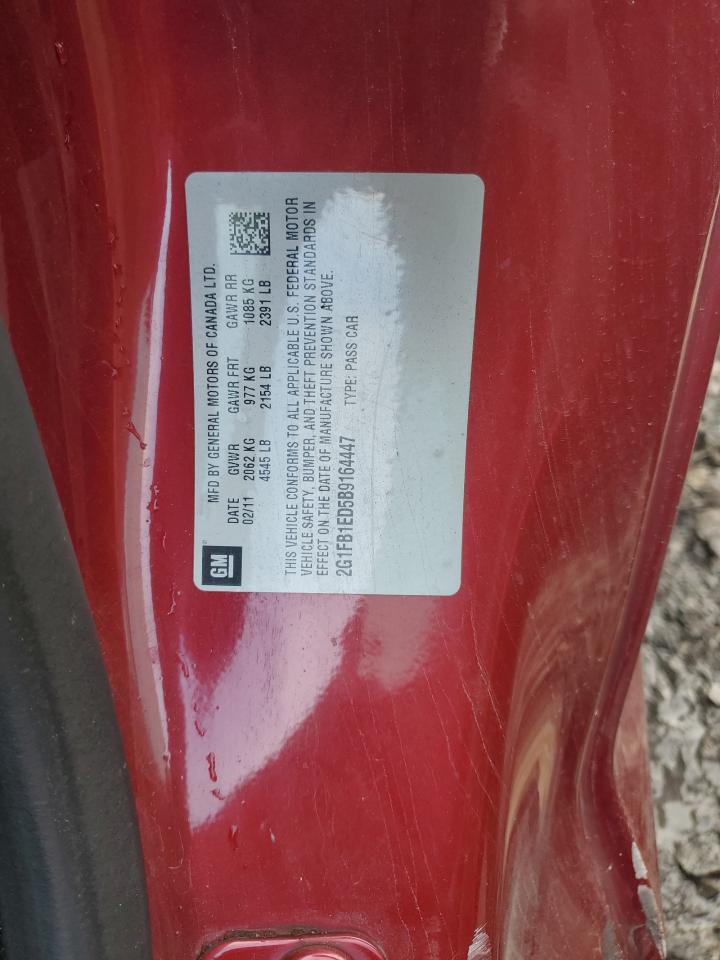 GM
MFD BY GENERAL MOTORS OF CANADA LTD.
DATE GVWR GAWR FRT GAWR RR
02/11 2062 KG 977 KG 1085 KG
4545 LB 2154 LB 2391 LB
THIS VEHICLE CONFORMS TO ALL APPLICABLE U.S. FEDERAL MOTOR
VEHICLE SAFETY, BUMPER, AND THEFT PREVENTION STANDARDS IN
EFFECT ON THE DATE OF MANUFACTURE SHOWN ABOVE.
2G1FB1ED5B9164447 TYPE: PASS CAR